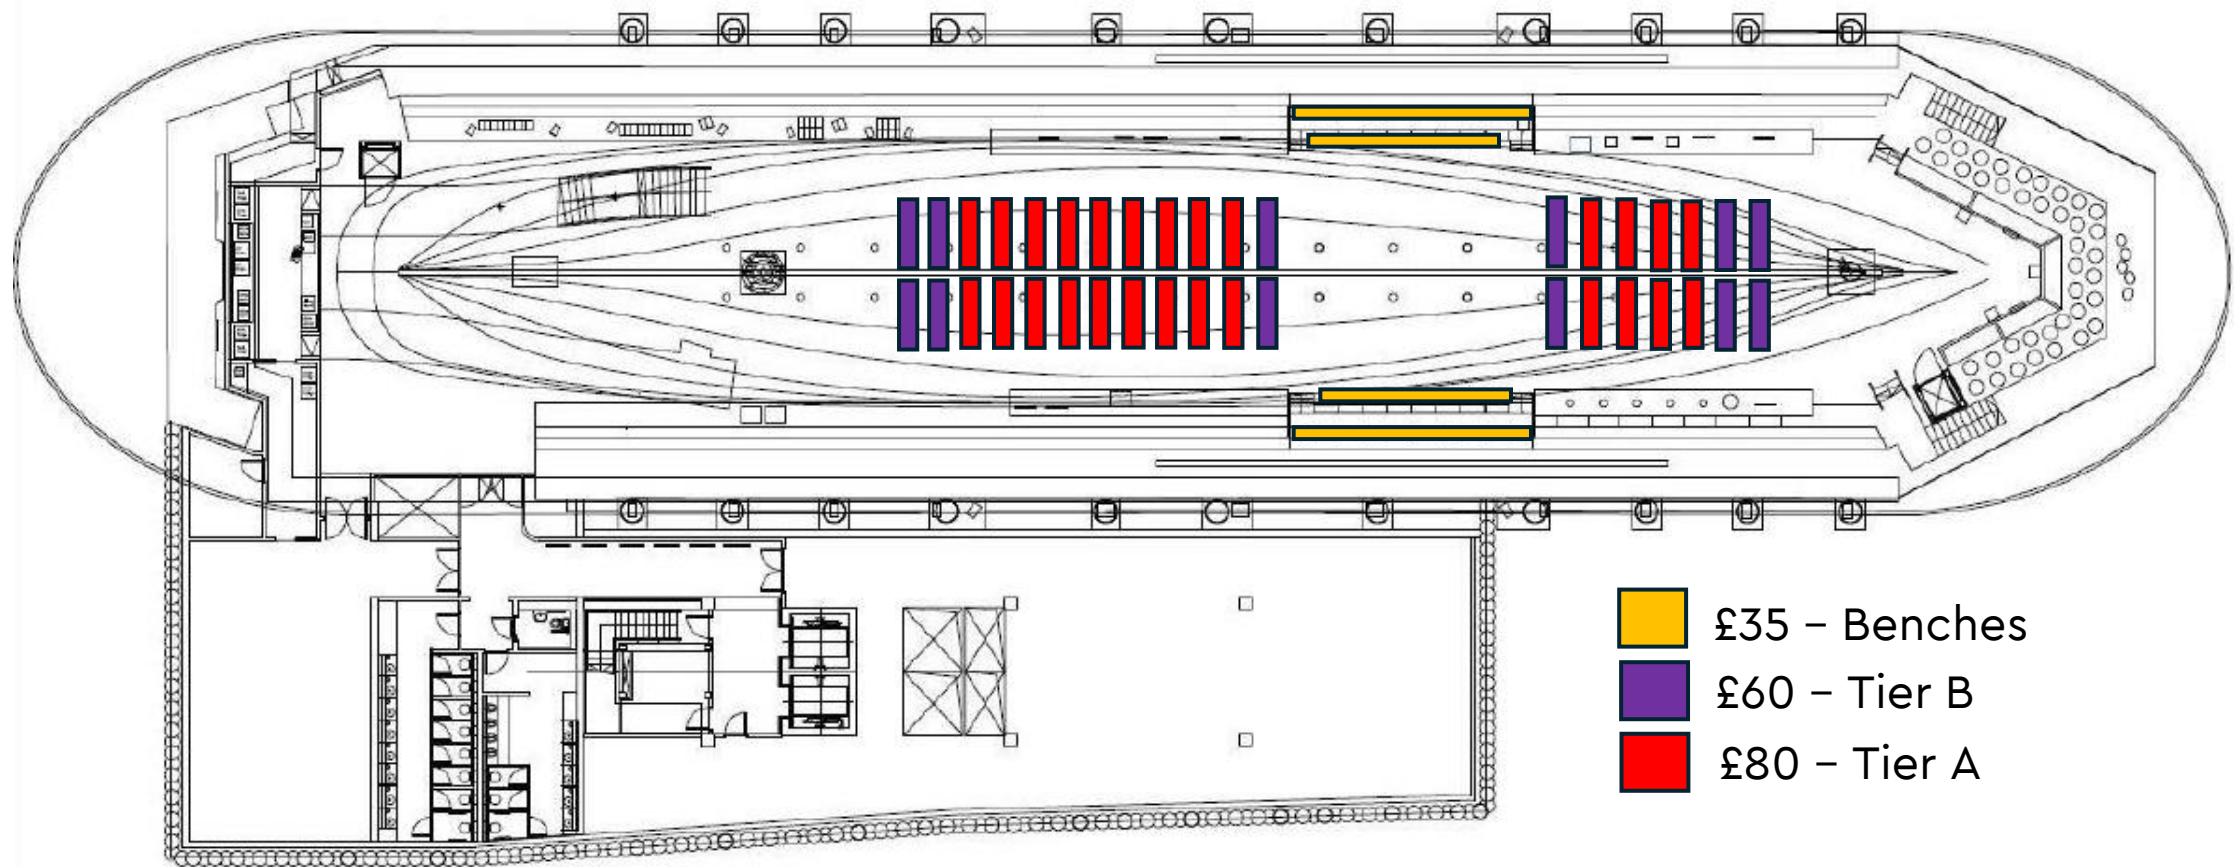 £35 – Benches
£60 – Tier B
£80 – Tier A